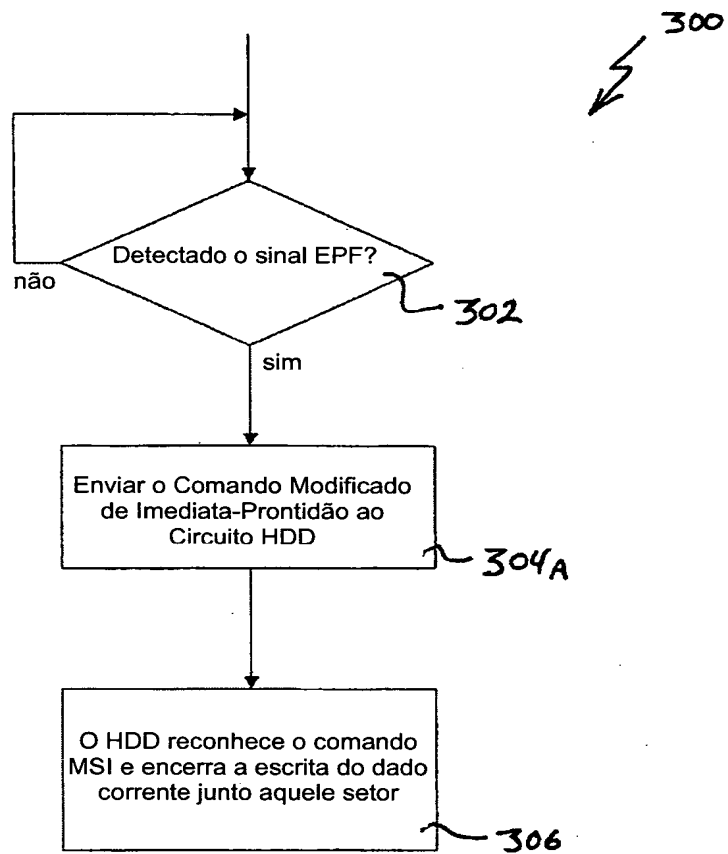 300
Detectado o sinal EPF?
não
302
sim
Enviar o Comando Modificado
de Imediata-Prontidão ao
Circuito HDD
304A
O HDD reconhece o comando
MSI e encerra a escrita do dado
corrente junto aquele setor
306